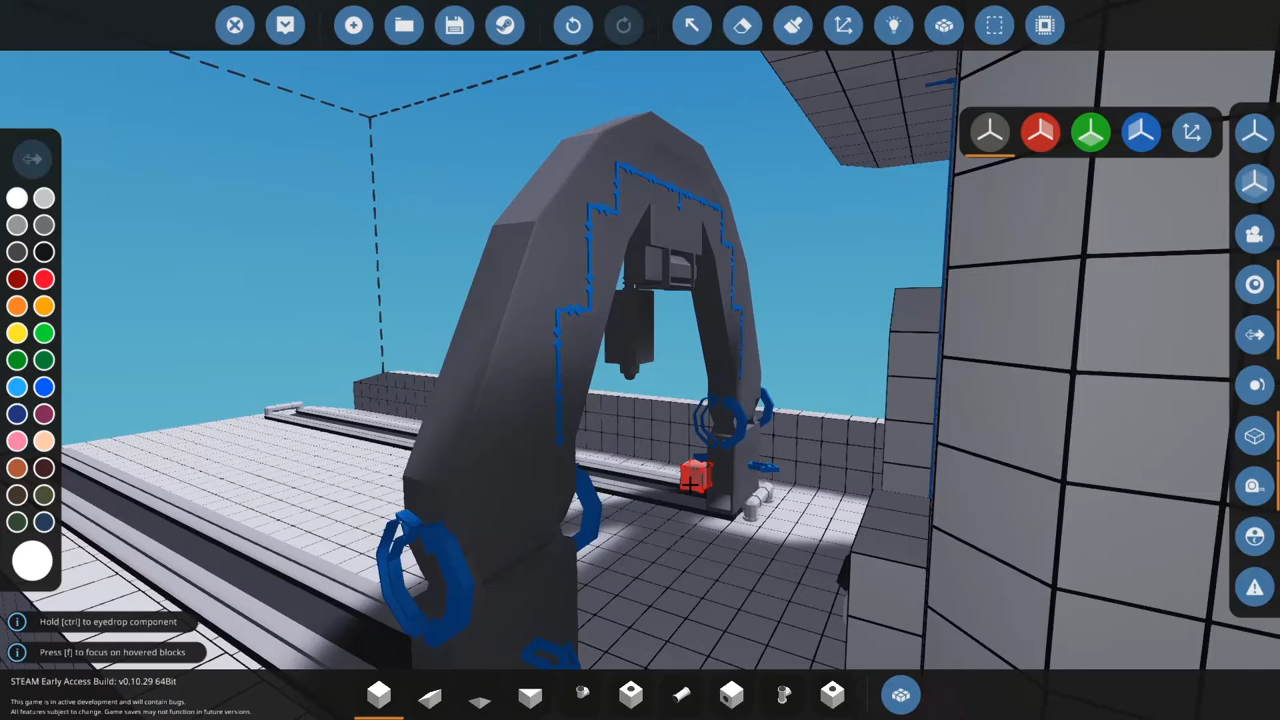 Hold [ctrl] to eyedrop component
Press [f] to focus on hovered blocks
STEAM Early Access Build: v0.10.29 64Bit
This game is in active development and will contain bugs.
All features subject to change. Game saves may not function in future versions.